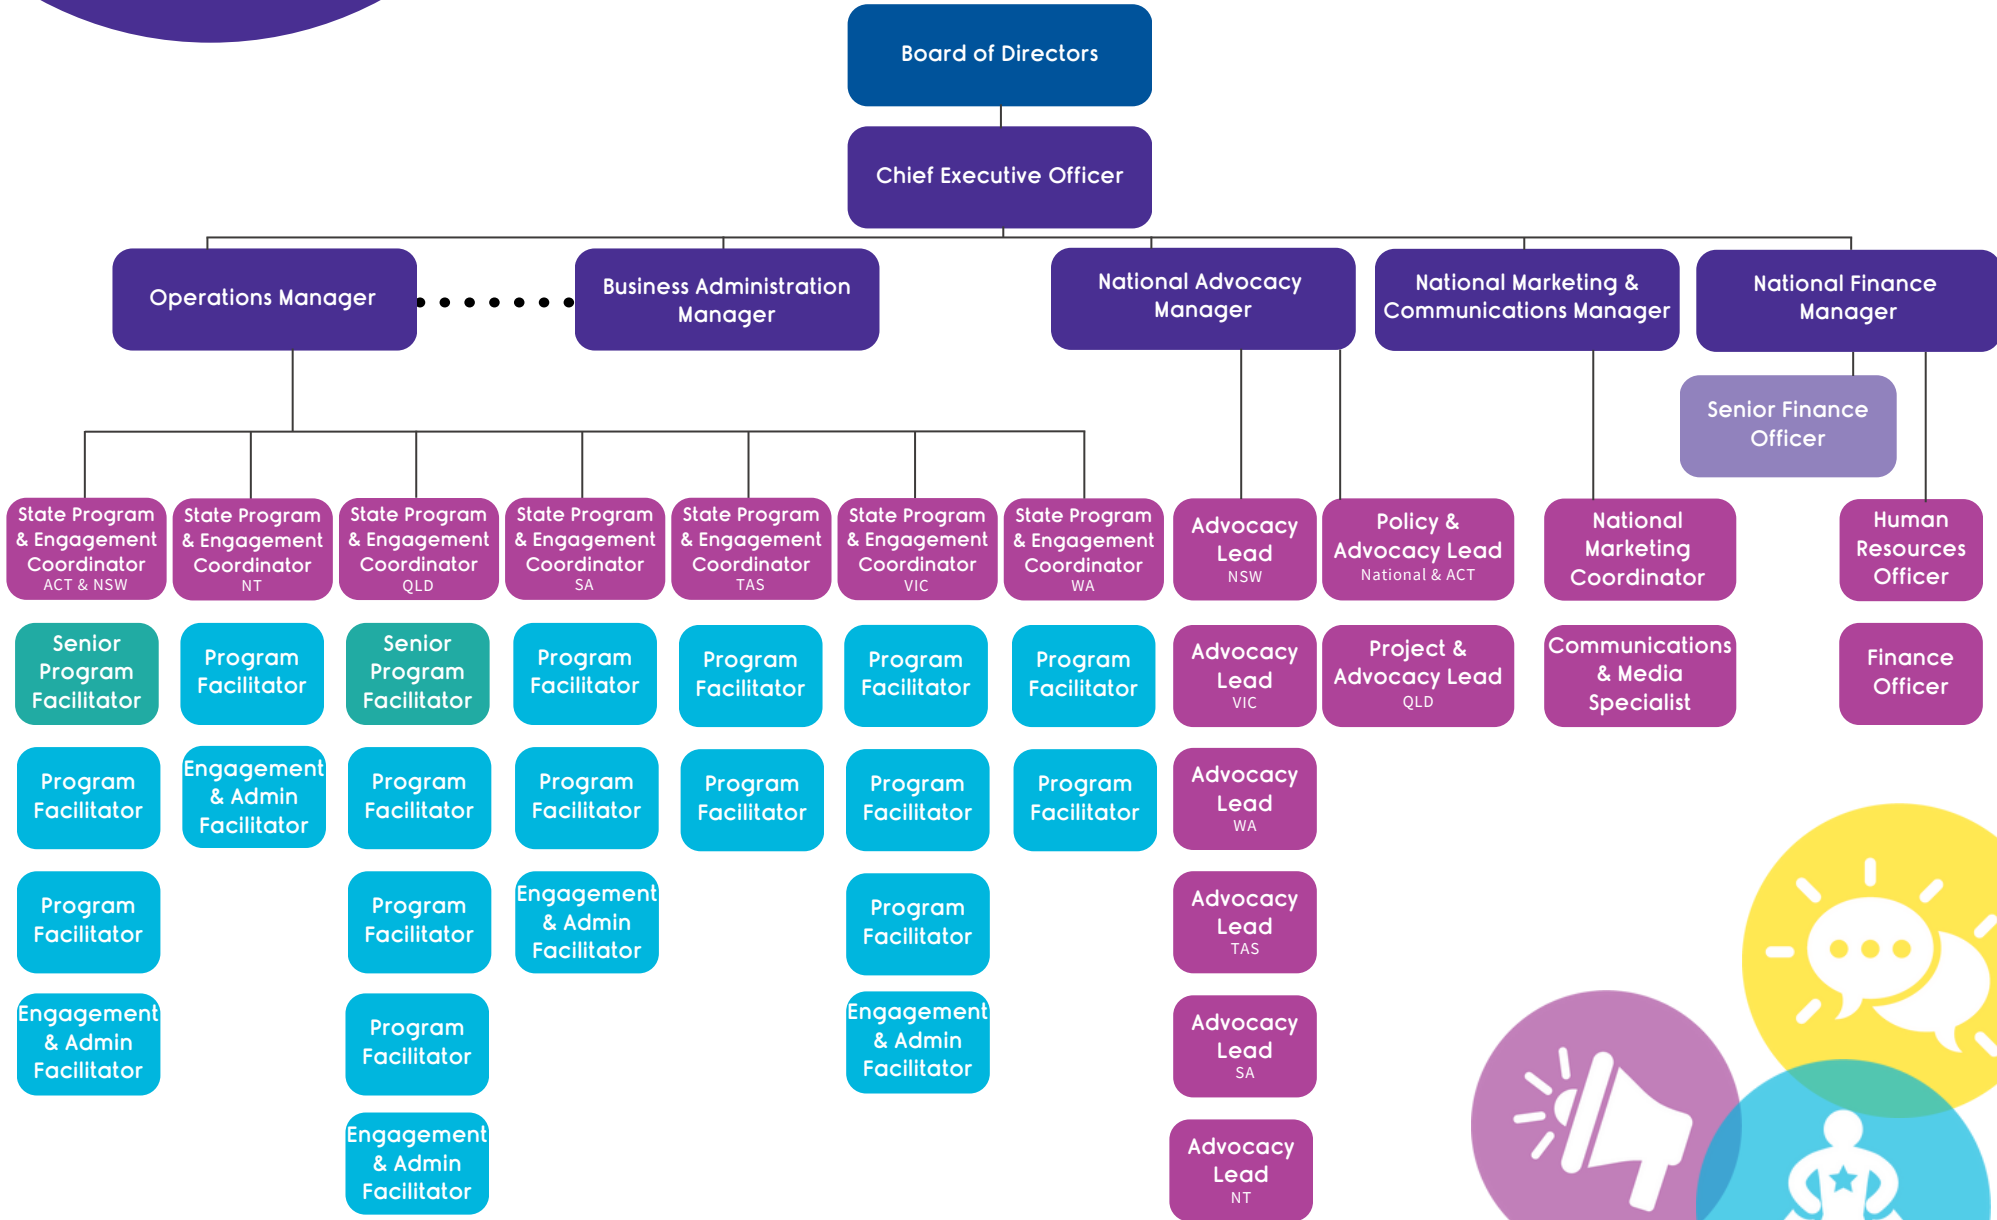 Board of Directors
Chief Executive Officer
Operations Manager
Business Administration
Manager
National Advocacy
Manager
National Marketing &
Communications Manager
National Finance
Manager
Senior Finance
Officer
State Program
& Engagement
Coordinator
ACT & NSW
State Program
& Engagement
Coordinator
NT
State Program
& Engagement
Coordinator
QLD
State Program
& Engagement
Coordinator
SA
State Program
& Engagement
Coordinator
TAS
State Program
& Engagement
Coordinator
VIC
State Program
& Engagement
Coordinator
WA
Advocacy
Lead
NSW
Policy &
Advocacy Lead
National & ACT
National
Marketing
Coordinator
Human
Resources
Officer
Senior
Program
Facilitator
Program
Facilitator
Senior
Program
Facilitator
Program
Facilitator
Program
Facilitator
Program
Facilitator
Program
Facilitator
Advocacy
Lead
VIC
Project &
Advocacy Lead
QLD
Communications
& Media
Specialist
Finance
Officer
Program
Facilitator
Engagement
& Admin
Facilitator
Program
Facilitator
Program
Facilitator
Program
Facilitator
Program
Facilitator
Program
Facilitator
Advocacy
Lead
WA
Program
Facilitator
Program
Facilitator
Engagement
& Admin
Facilitator
Program
Facilitator
Advocacy
Lead
TAS
Engagement
& Admin
Facilitator
Program
Facilitator
Engagement
& Admin
Facilitator
Advocacy
Lead
SA
Engagement
& Admin
Facilitator
Advocacy
Lead
NT